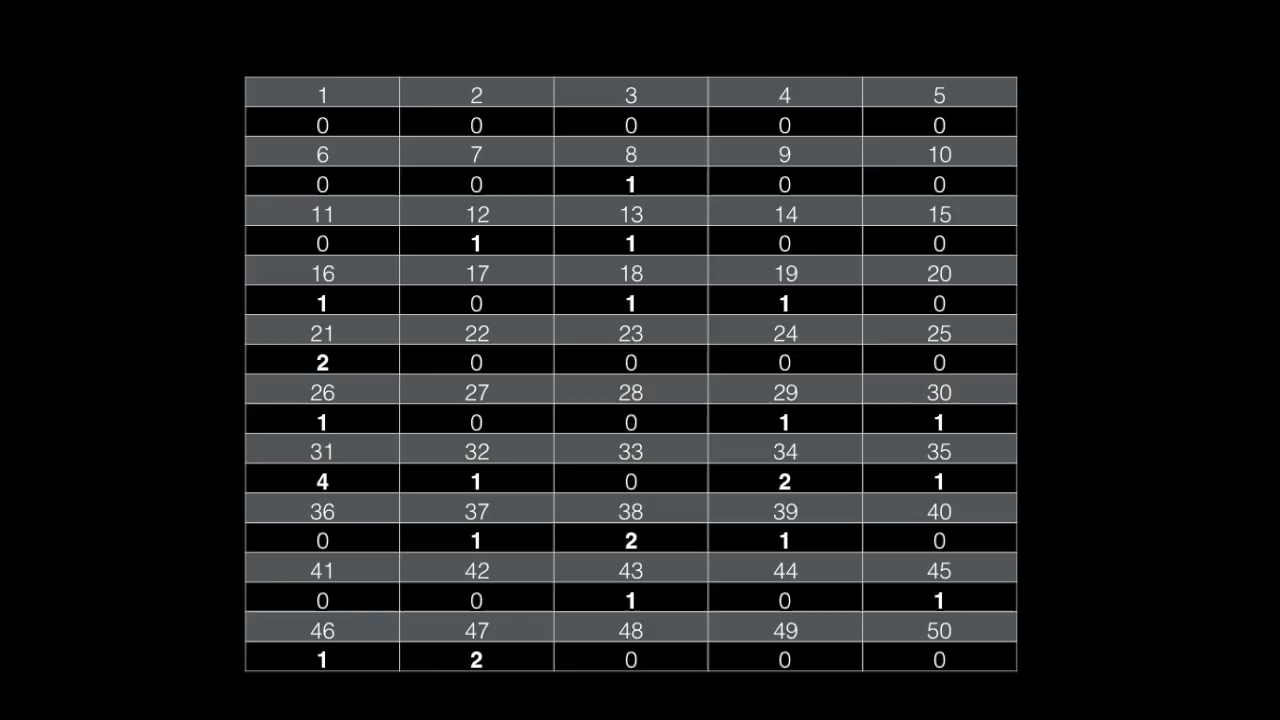 1 2 3 4 5
0 0 0 0 0
6 7 8 9 10
0 0 1 0 0
11 12 13 14 15
0 1 1 0 0
16 17 18 19 20
1 0 1 1 0
21 22 23 24 25
2 0 0 0 0
26 27 28 29 30
1 0 0 1 1
31 32 33 34 35
4 1 0 2 1
36 37 38 39 40
0 1 2 1 0
41 42 43 44 45
0 0 1 0 1
46 47 48 49 50
1 2 0 0 0